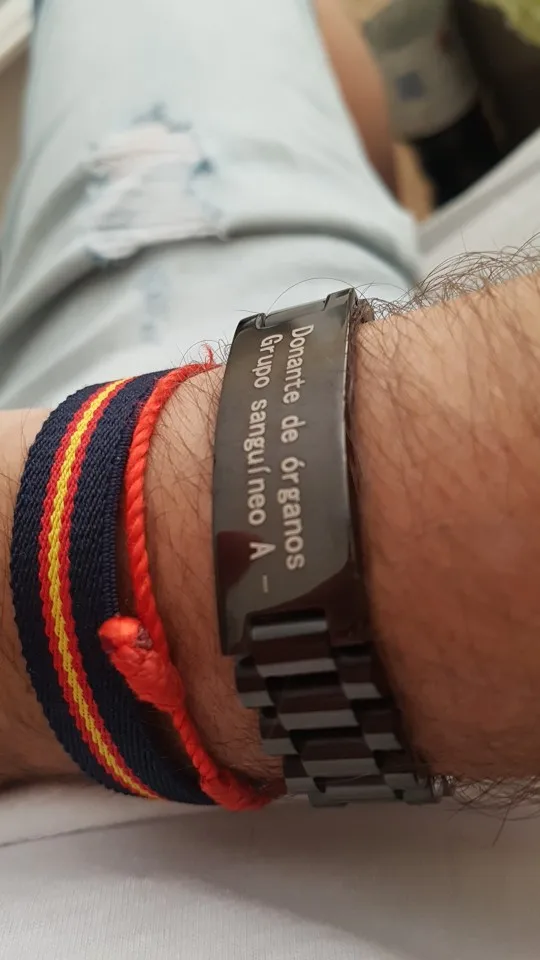 Donante de órganos
Grupo sanguíneo A -